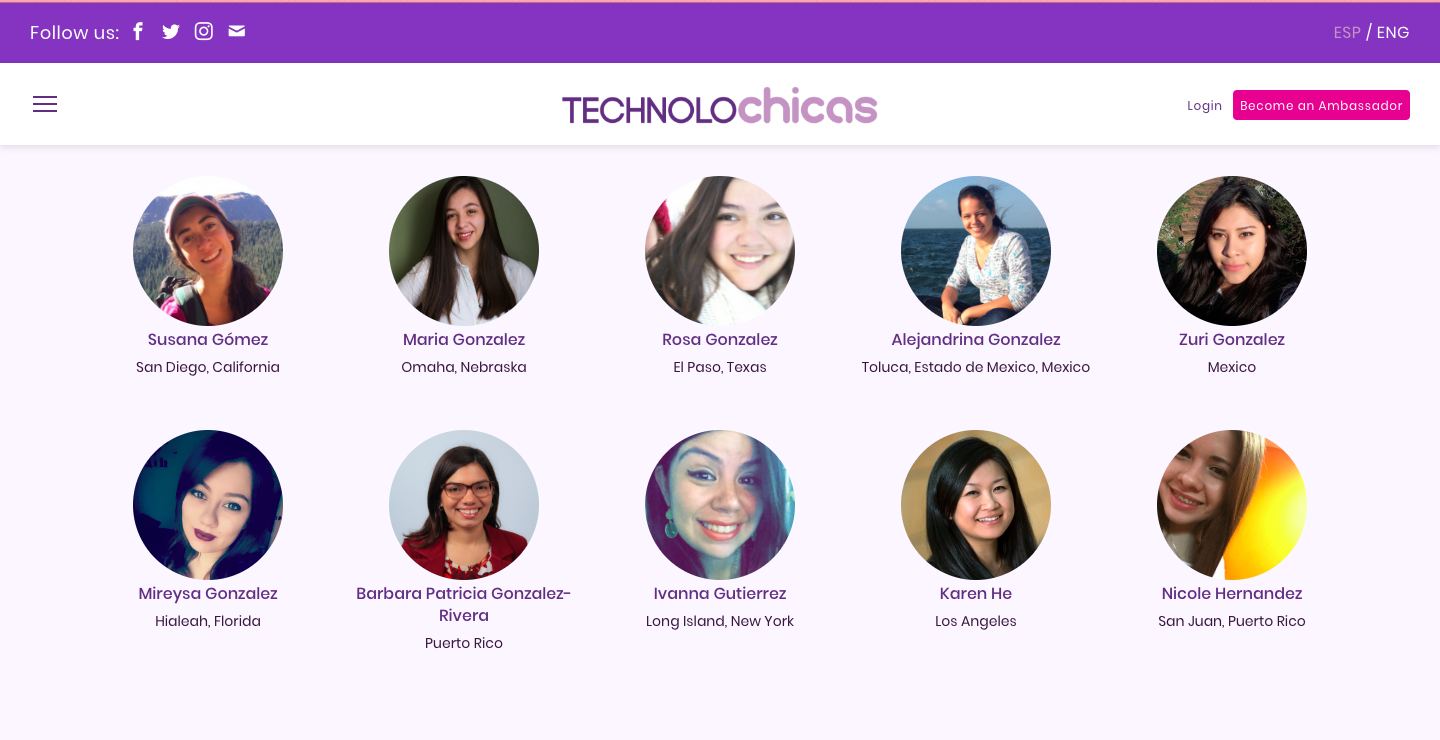 Follow us:
ESP / ENG
TECHNOLOchicas
Login
Become an Ambassador
Susana Gómez
San Diego, California
Maria Gonzalez
Omaha, Nebraska
Rosa Gonzalez
El Paso, Texas
Alejandrina Gonzalez
Toluca, Estado de Mexico, Mexico
Zuri Gonzalez
Mexico
Mireysa Gonzalez
Hialeah, Florida
Barbara Patricia Gonzalez-
Rivera
Puerto Rico
Ivanna Gutierrez
Long Island, New York
Karen He
Los Angeles
Nicole Hernandez
San Juan, Puerto Rico